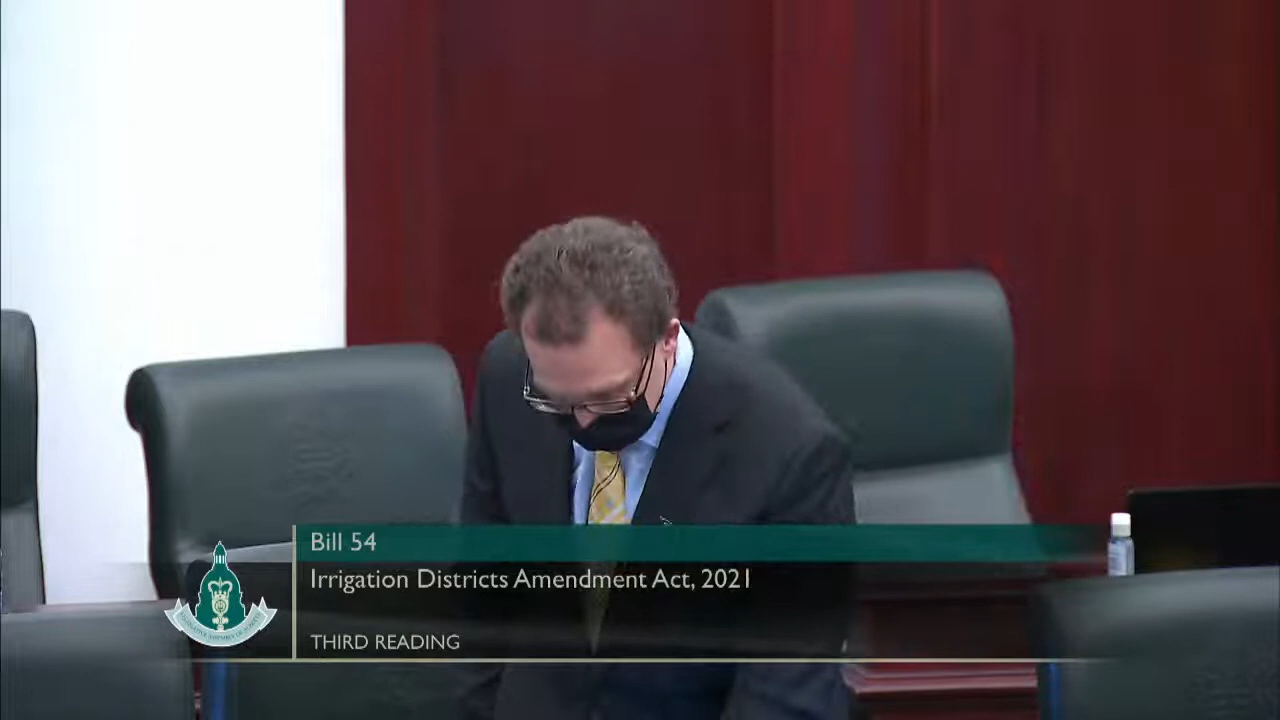 Bill 54
Irrigation Districts Amendment Act, 2021
THIRD READING